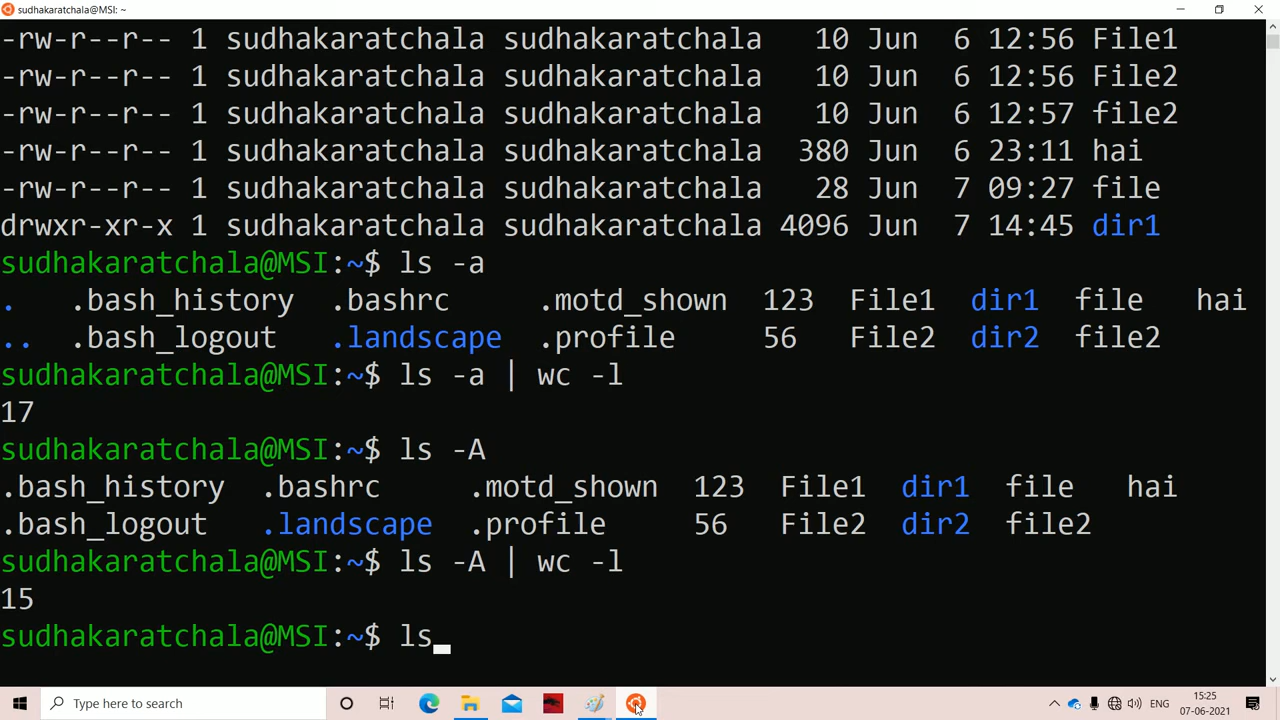 sudhakaratchala@MSI: ~
-rw-r--r-- 1 sudhakaratchala sudhakaratchala   10 Jun  6 12:56 File1
-rw-r--r-- 1 sudhakaratchala sudhakaratchala   10 Jun  6 12:56 File2
-rw-r--r-- 1 sudhakaratchala sudhakaratchala   10 Jun  6 12:57 file2
-rw-r--r-- 1 sudhakaratchala sudhakaratchala  380 Jun  6 23:11 hai
-rw-r--r-- 1 sudhakaratchala sudhakaratchala   28 Jun  7 09:27 file
drwxr-xr-x 1 sudhakaratchala sudhakaratchala 4096 Jun  7 14:45 dir1
sudhakaratchala@MSI:~$ ls -a
.   .bash_history  .bashrc     .motd_shown  123  File1  dir1  file   hai
..  .bash_logout   .landscape  .profile     56   File2  dir2  file2
sudhakaratchala@MSI:~$ ls -a | wc -l
17
sudhakaratchala@MSI:~$ ls -A
.bash_history  .bashrc     .motd_shown  123  File1  dir1  file   hai
.bash_logout   .landscape  .profile     56   File2  dir2  file2
sudhakaratchala@MSI:~$ ls -A | wc -l
15
sudhakaratchala@MSI:~$ ls
Type here to search
ENG
15:25
07-06-2021